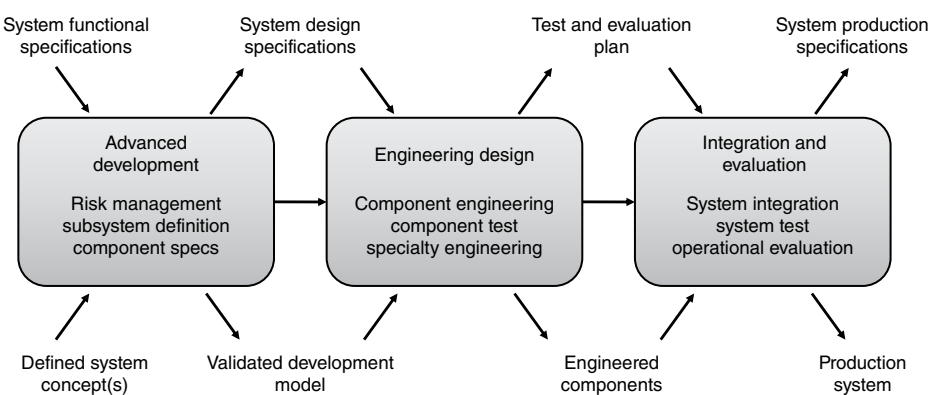 System functional
specifications
System design
specifications
Test and evaluation
plan
System production
specifications
Advanced
development
Risk management
subsystem definition
component specs
Engineering design
Component engineering
component test
specialty engineering
Integration and
evaluation
System integration
system test
operational evaluation
Defined system
concept(s)
Validated development
model
Engineered
components
Production
system